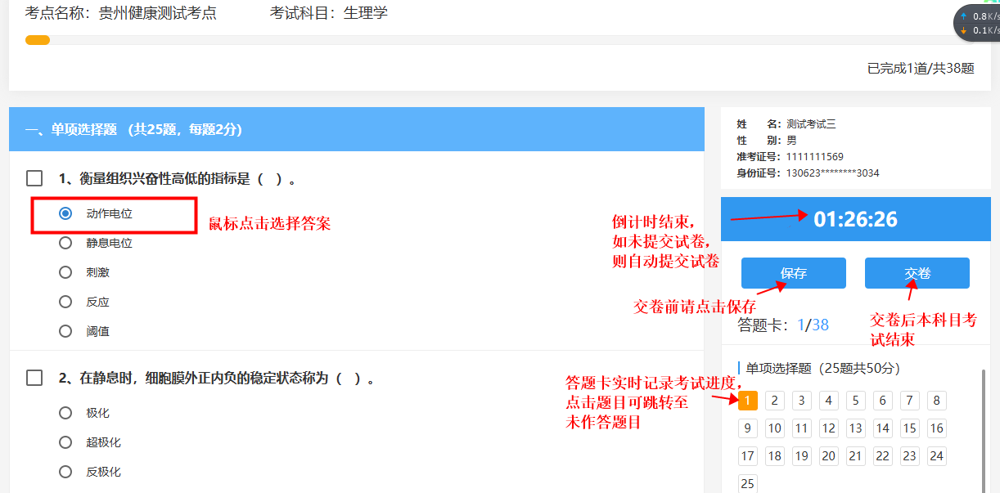 考点名称：贵州健康测试考点
考试科目：生理学
0.8K/s
0.1K/s
已完成1道/共38题
一、单项选择题 （共25题，每题2分)
1、衡量组织兴奋性高低的指标是（ ）。
动作电位
鼠标点击选择答案
静息电位
刺激
反应
阈值
2、在静息时，细胞膜外正内负的稳定状态称为（ ）。
极化
超极化
反极化
姓 名：测试考试三
性 别：男
准考证号：1111111569
身份证号：130623********3034
倒计时结束，
如未提交试卷，
则自动提交试卷
01:26:26
保存
交卷
交卷前请点击保存
交卷后本科目考
试结束
答题卡：1/38
单项选择题（25题共50分）
答题卡实时记录考试进度，
点击题目可跳转至
未作答题目
1 2 3 4 5 6 7 8
9 10 11 12 13 14 15 16
17 18 19 20 21 22 23 24
25